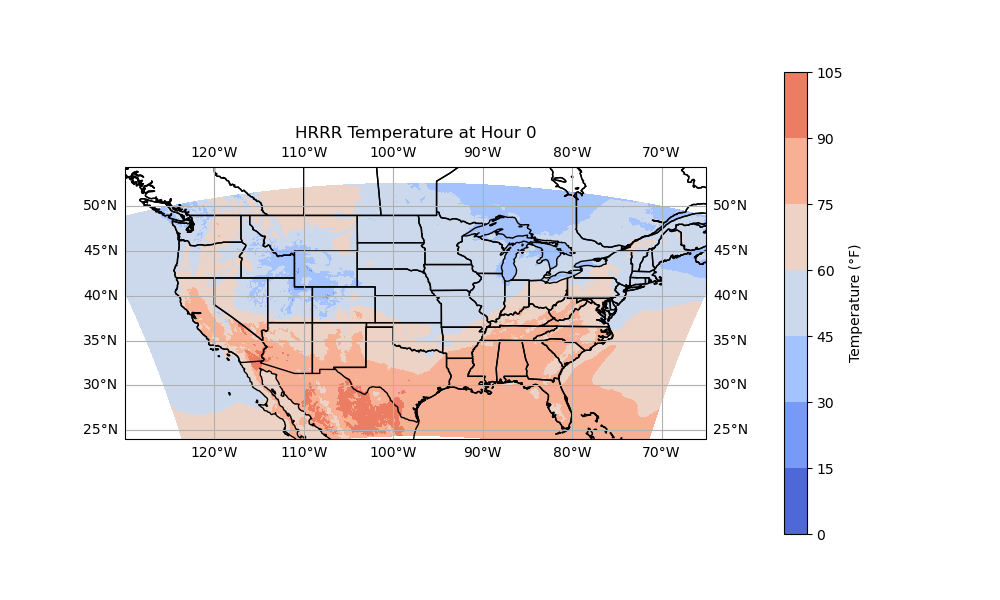 HRRR Temperature at Hour 0
120°W 110°W 100°W 90°W 80°W 70°W
50°N 50°N
45°N 45°N
40°N 40°N
35°N 35°N
30°N 30°N
25°N 25°N
120°W 110°W 100°W 90°W 80°W 70°W
105
90
75
60
45
30
15
0
Temperature (°F)